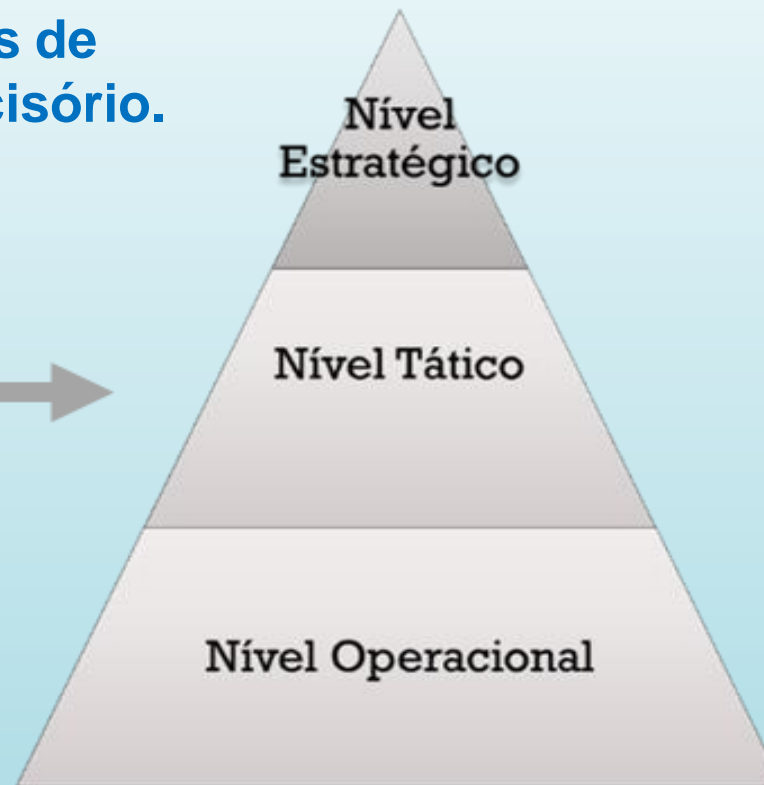 s de
cisório.
Nível
Estratégico
Nível Tático
Nível Operacional